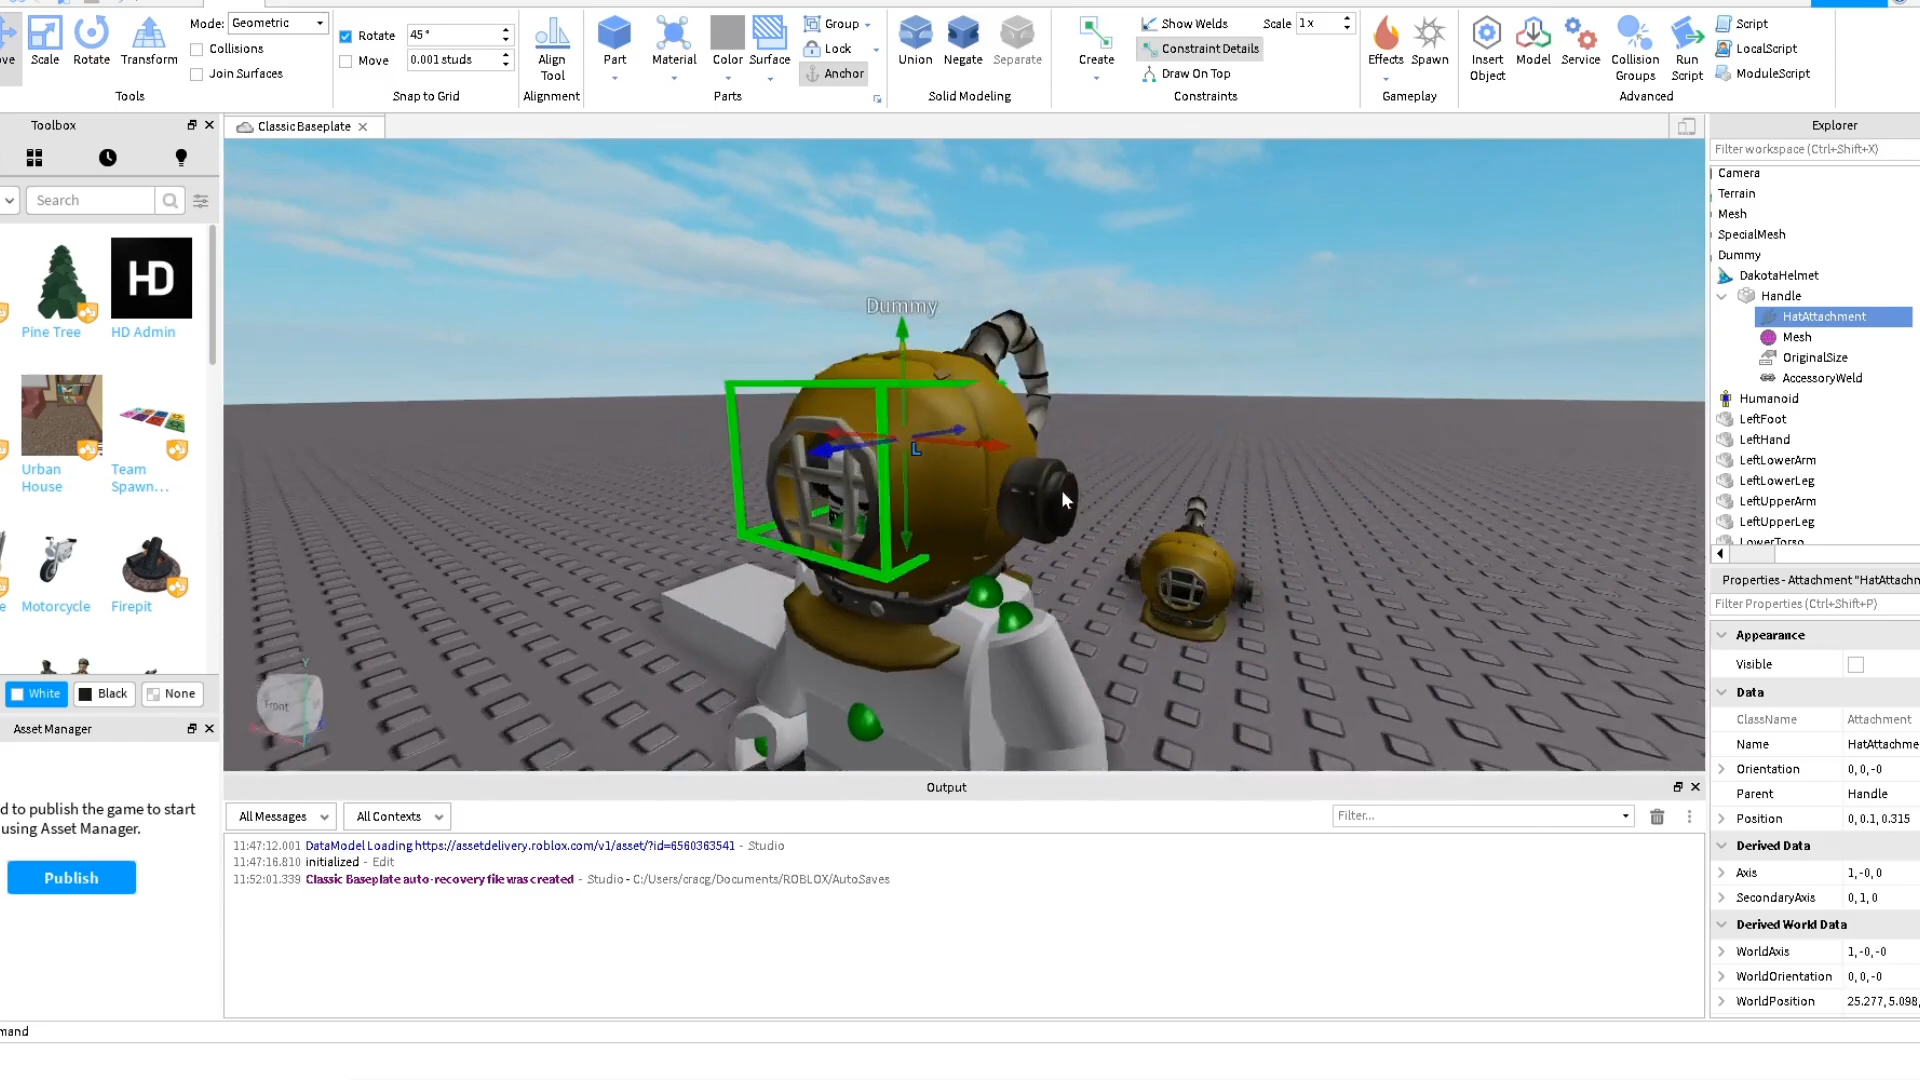 Mode: Geometric
Rotate 45°
Group
Show Welds Scale 1 x
Script
Collisions
Move 0.001 studs
Lock
Constraint Details
LocalScript
Join Surfaces
Anchor
Draw On Top
ModuleScript
Scale Rotate Transform
Align Tool
Part Material Color Surface
Union Negate Separate
Create
Effects Spawn
Insert Object Model Service Collision Groups Run Script
Tools Snap to Grid Alignment Parts Solid Modeling Constraints Gameplay Advanced
Toolbox
Classic Baseplate
Explorer
Filter workspace (Ctrl+Shift+X)
Search
Camera
Terrain
Mesh
SpecialMesh
Dummy
DakotaHelmet
Handle
HatAttachment
Mesh
OriginalSize
AccessoryWeld
Humanoid
LeftFoot
LeftHand
LeftLowerArm
LeftLowerLeg
LeftUpperArm
LeftUpperLeg
LowerTorso
HD
Pine Tree
HD Admin
Urban House
Team Spawn...
Motorcycle
Firepit
White Black None
Dummy
L
Y
Front
Properties - Attachment "HatAttachm
Filter Properties (Ctrl+Shift+P)
Appearance
Visible
Data
ClassName Attachment
Name HatAttachme
Orientation 0, 0, -0
Parent Handle
Position 0, 0.1, 0.315
Derived Data
Axis 1, -0, 0
SecondaryAxis 0, 1, 0
Derived World Data
WorldAxis 1, -0, -0
WorldOrientation 0, 0, -0
WorldPosition 25.277, 5.098,
Asset Manager
d to publish the game to start
using Asset Manager.
Publish
Output
All Messages All Contexts Filter...
11:47:12.001 DataModel Loading https://assetdelivery.roblox.com/v1/asset/?id=6560363541 - Studio
11:47:16.810 initialized - Edit
11:52:01.339 Classic Baseplate auto-recovery file was created - Studio - C:/Users/cracg/Documents/ROBLOX/AutoSaves
mand